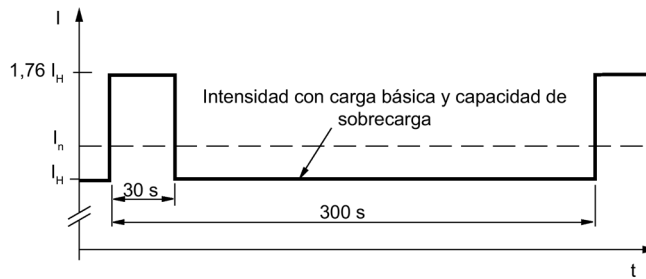 I
1,76 I_H
Intensidad con carga básica y capacidad de
sobrecarga
I_n
I_H
30 s
300 s
t